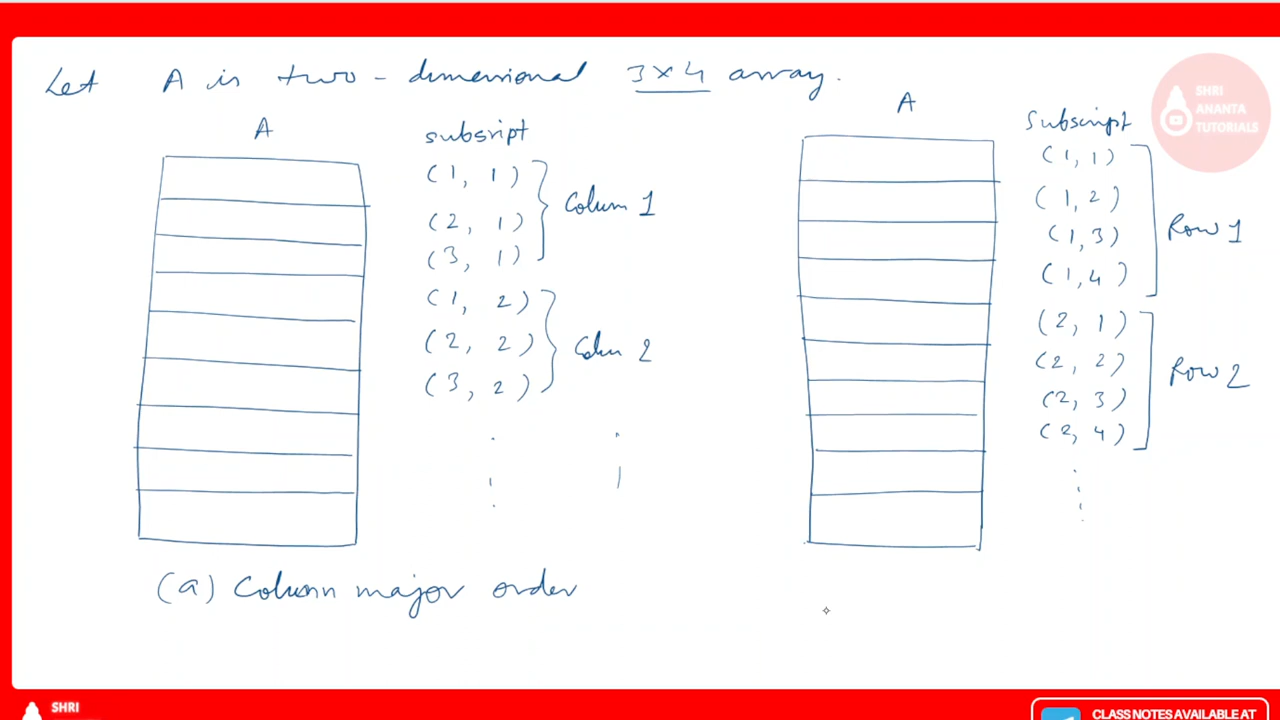 Let A is two-dimensional 3×4 array.
A
subsript
(1, 1)
(2, 1)
(3, 1)
Column 1
(1, 2)
(2, 2)
(3, 2)
2
(a) Column major order
A
Subscript
(1, 1)
(1, 2)
(1, 3)
(1, 4)
Row 1
(2, 1)
(2, 2)
(2, 3)
(2, 4)
Row 2
SHRI
ANANTA
TUTORIALS
SHRI
CLASS NOTES AVAILABLE AT